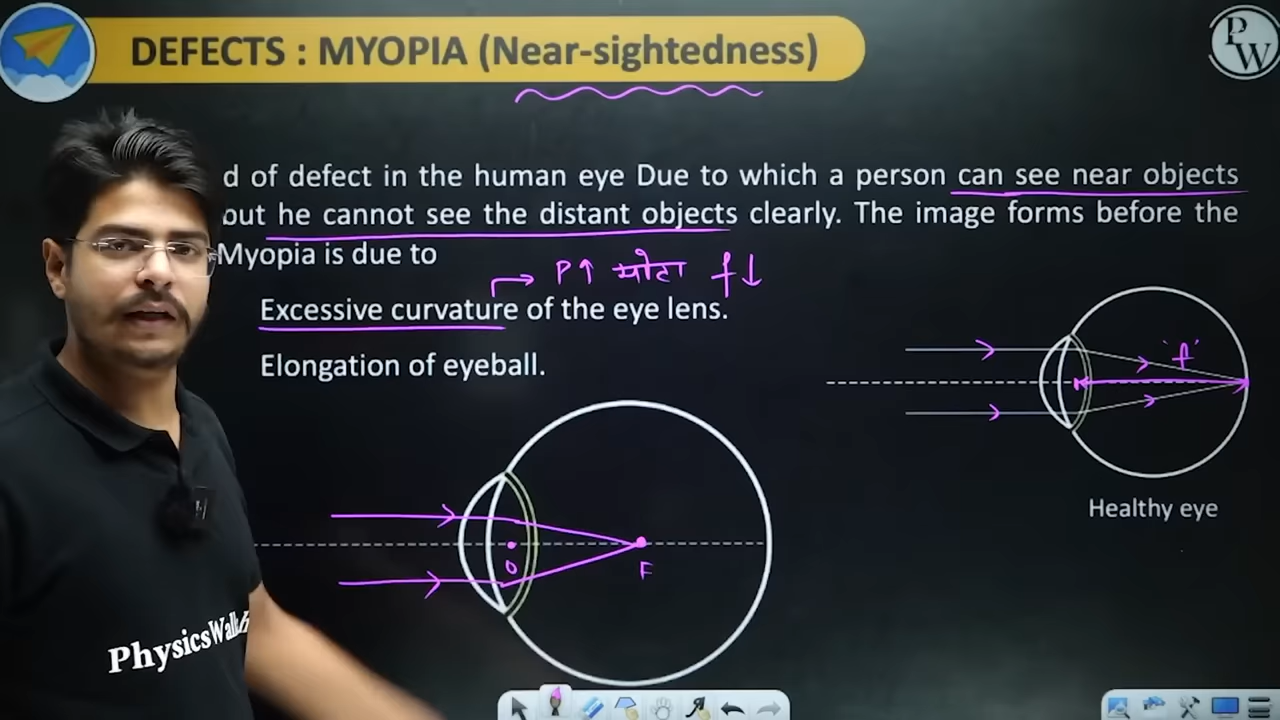 DEFECTS : MYOPIA (Near-sightedness)
PW
d of defect in the human eye Due to which a person can see near objects
but he cannot see the distant objects clearly. The image forms before the
Myopia is due to
P↑ मोटा f↓
Excessive curvature of the eye lens.
Elongation of eyeball.
'f'
Healthy eye
O
F
PhysicsWallah